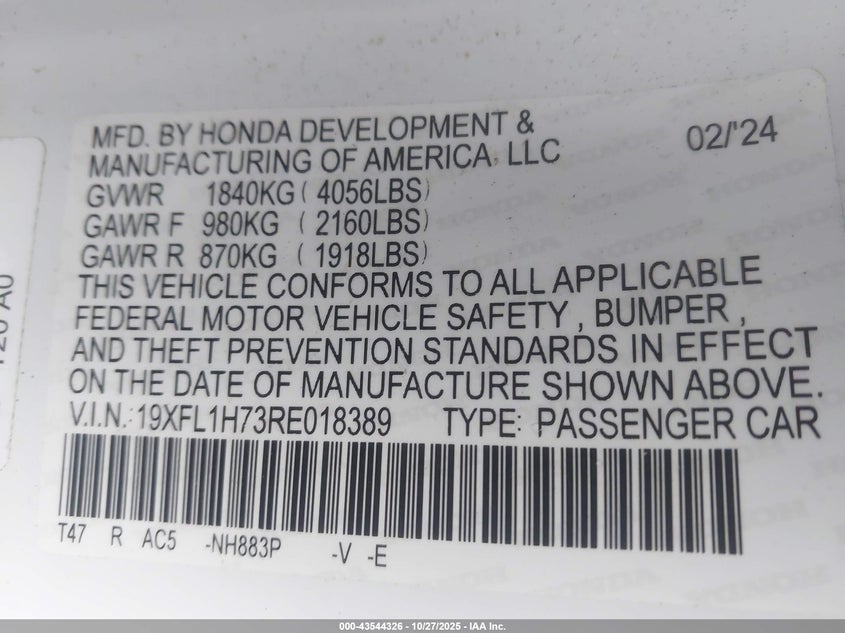 MFD. BY HONDA DEVELOPMENT &
MANUFACTURING OF AMERICA, LLC 02/'24
GVWR 1840KG ( 4056LBS)
GAWR F 980KG ( 2160LBS)
GAWR R 870KG ( 1918LBS)
THIS VEHICLE CONFORMS TO ALL APPLICABLE
FEDERAL MOTOR VEHICLE SAFETY , BUMPER ,
AND THEFT PREVENTION STANDARDS IN EFFECT
ON THE DATE OF MANUFACTURE SHOWN ABOVE.
V.I.N.: 19XFL1H73RE018389 TYPE: PASSENGER CAR
T47 R AC5 -NH883P -V -E
000-43544326 | 10/27/2025 - IAA Inc.